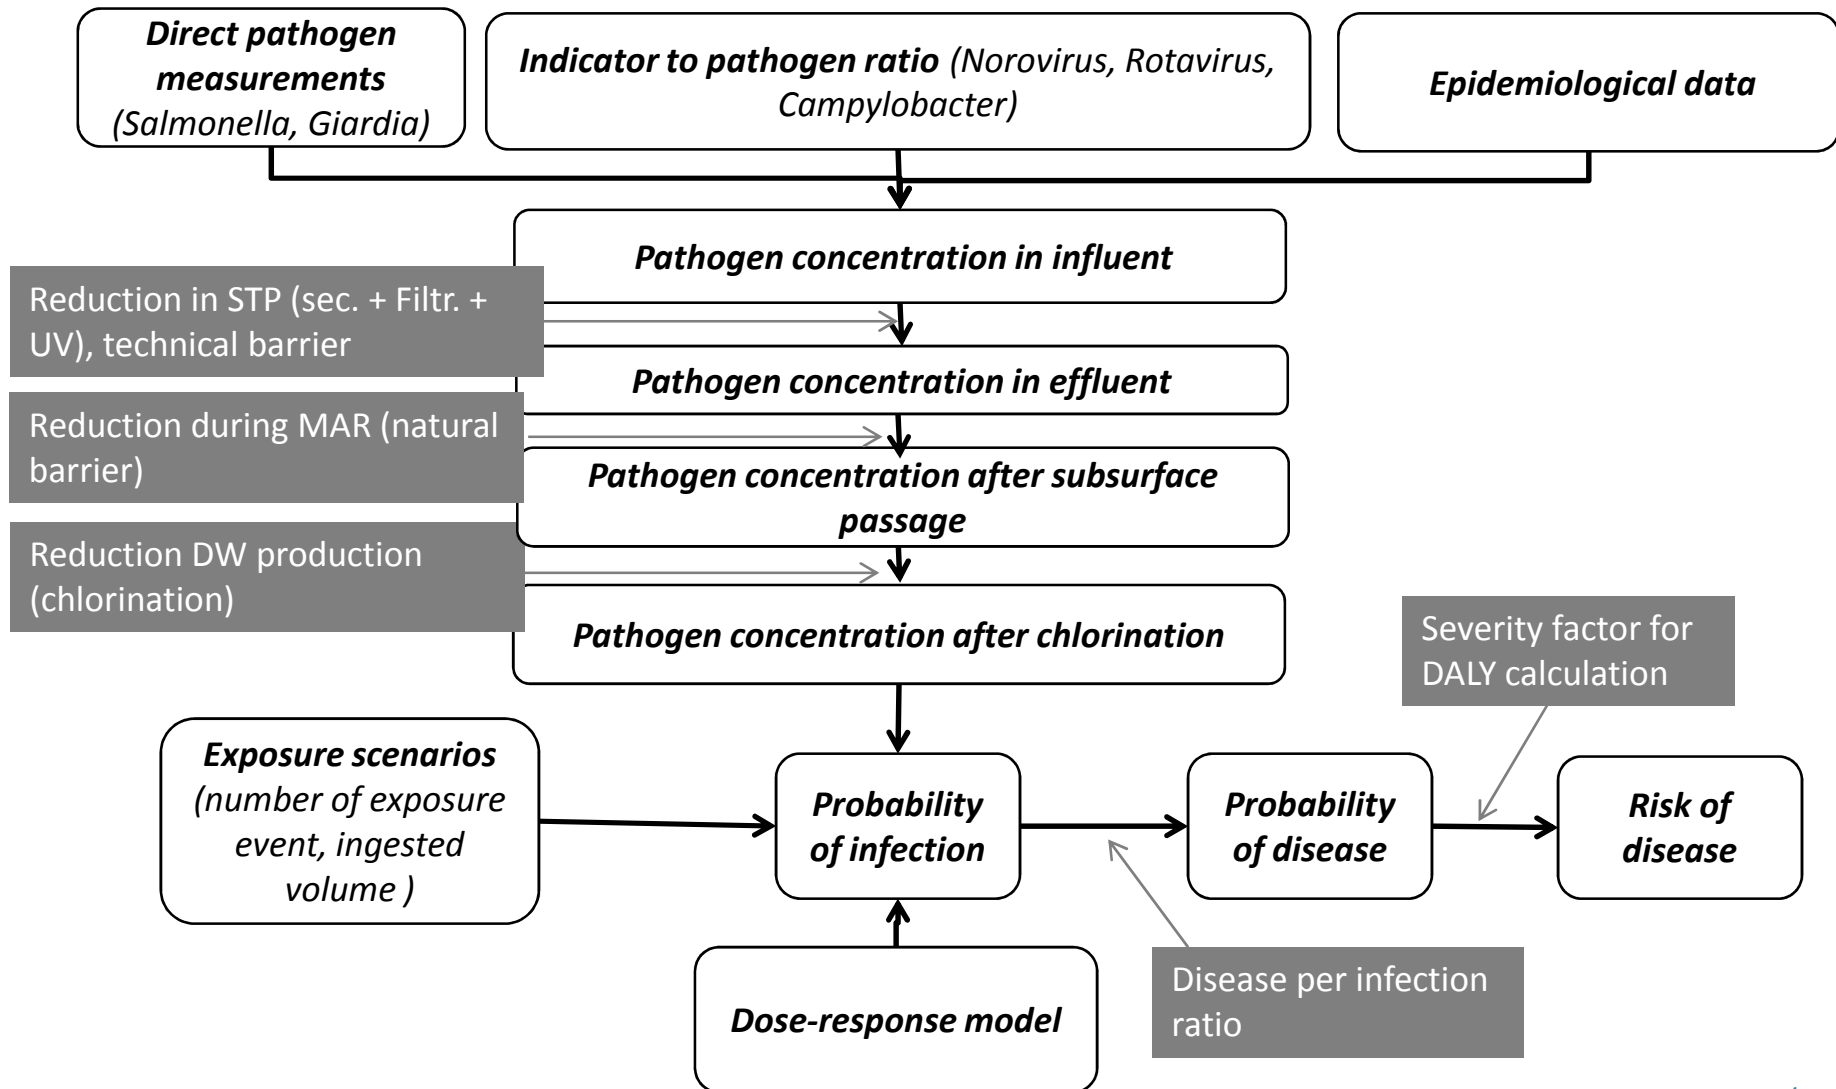 Direct pathogen
measurements
(Salmonella, Giardia)
Indicator to pathogen ratio (Norovirus, Rotavirus,
Campylobacter)
Epidemiological data
Pathogen concentration in influent
Reduction in STP (sec. + Filtr. +
UV), technical barrier
Pathogen concentration in effluent
Reduction during MAR (natural
barrier)
Pathogen concentration after subsurface
passage
Reduction DW production
(chlorination)
Pathogen concentration after chlorination
Severity factor for
DALY calculation
Exposure scenarios
(number of exposure
event, ingested
volume )
Probability
of infection
Probability
of disease
Risk of
disease
Disease per infection
ratio
Dose-response model